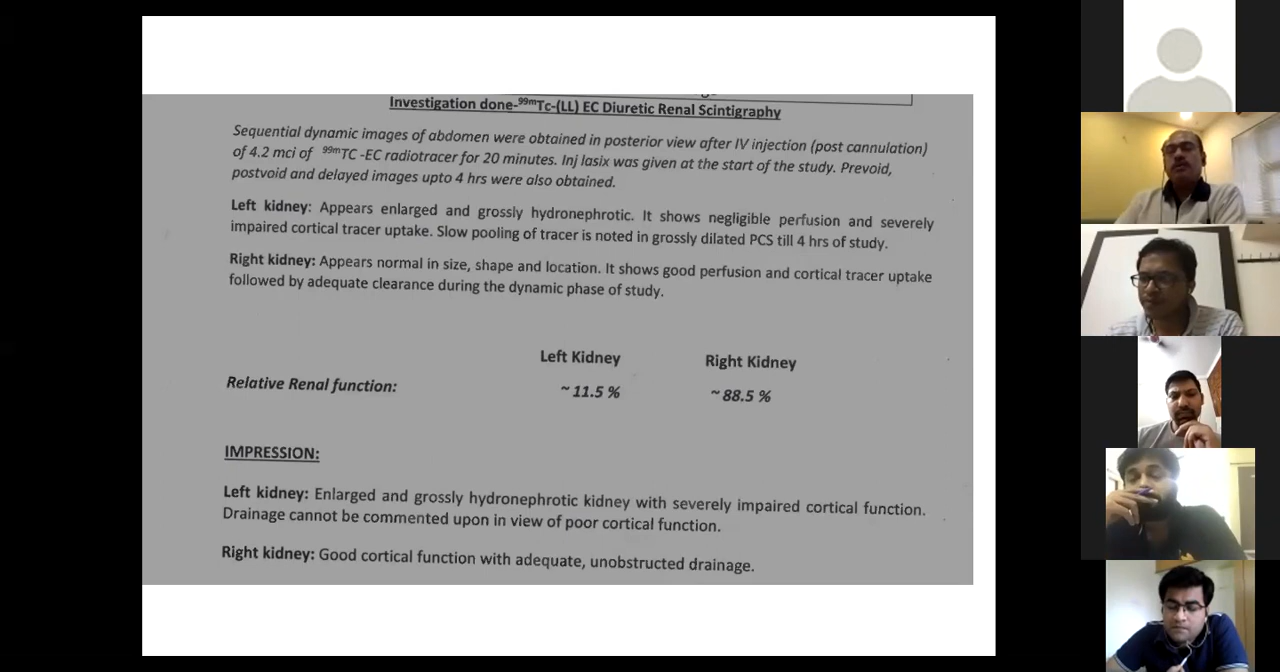 Investigation done-99mTc-(LL) EC Diuretic Renal Scintigraphy
Sequential dynamic images of abdomen were obtained in posterior view after IV injection (post cannulation)
of 4.2 mci of 99mTC -EC radiotracer for 20 minutes. Inj lasix was given at the start of the study. Prevoid,
postvoid and delayed images upto 4 hrs were also obtained.
Left kidney: Appears enlarged and grossly hydronephrotic. It shows negligible perfusion and severely
impaired cortical tracer uptake. Slow pooling of tracer is noted in grossly dilated PCS till 4 hrs of study.
Right kidney: Appears normal in size, shape and location. It shows good perfusion and cortical tracer uptake
followed by adequate clearance during the dynamic phase of study.
Left Kidney Right Kidney
Relative Renal function: ~ 11.5 % ~ 88.5 %
IMPRESSION:
Left kidney: Enlarged and grossly hydronephrotic kidney with severely impaired cortical function.
Drainage cannot be commented upon in view of poor cortical function.
Right kidney: Good cortical function with adequate, unobstructed drainage.